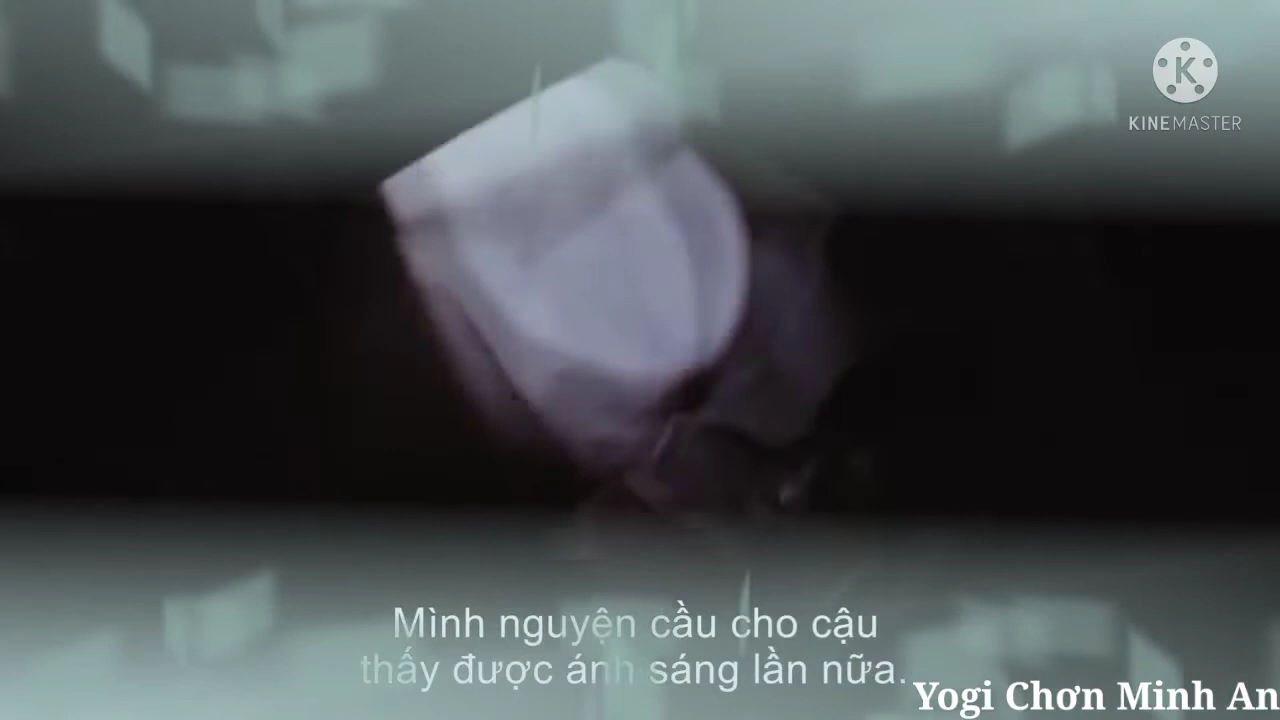 KINEMASTER
Mình nguyện cầu cho cậu
thấy được ánh sáng lần nữa.
Yogi Chơn Minh An